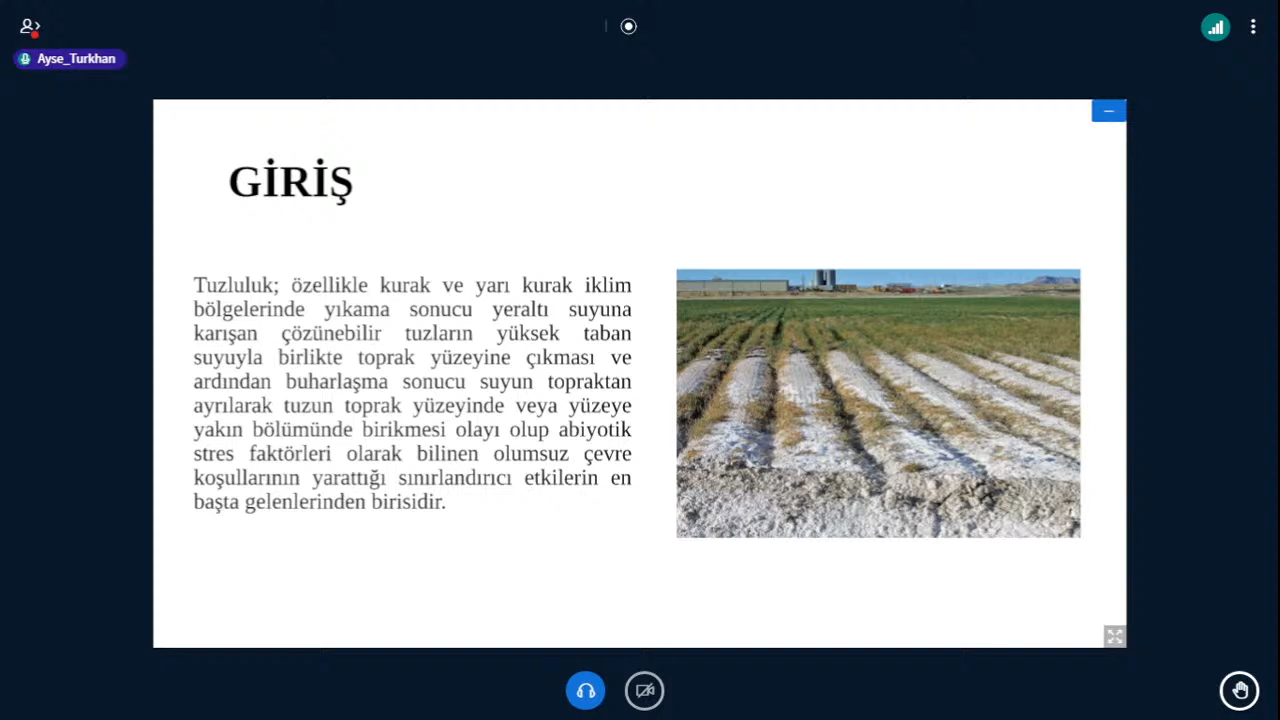 Ayse_Turkhan
GİRİŞ
Tuzluluk; özellikle kurak ve yarı kurak iklim
bölgelerinde yıkama sonucu yeraltı suyuna
karışan çözünebilir tuzların yüksek taban
suyuyla birlikte toprak yüzeyine çıkması ve
ardından buharlaşma sonucu suyun topraktan
ayrılarak tuzun toprak yüzeyinde veya yüzeye
yakın bölümünde birikmesi olayı olup abiyotik
stres faktörleri olarak bilinen olumsuz çevre
koşullarının yarattığı sınırlandırıcı etkilerin en
başta gelenlerinden birisidir.